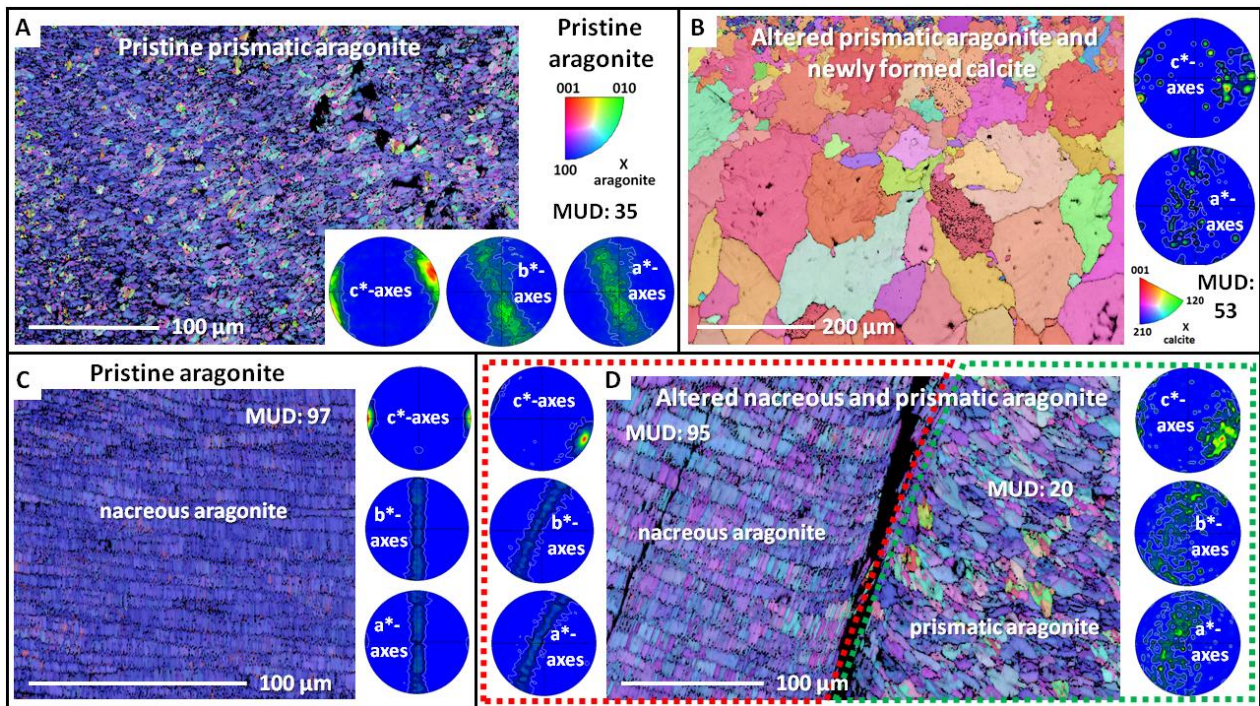 A
Pristine prismatic aragonite
Pristine
aragonite
001
010
100
X
aragonite
MUD: 35
c*-axes
b*-
axes
a*-
axes
100 µm
B
Altered prismatic aragonite and
newly formed calcite
c*-
axes
a*-
axes
001
120
210
X
calcite
MUD:
53
200 µm
C
Pristine aragonite
MUD: 97
nacreous aragonite
c*-axes
b*-
axes
a*-
axes
100 µm
D
c*-axes
Altered nacreous and prismatic aragonite
MUD: 95
nacreous aragonite
MUD: 20
prismatic aragonite
b*-
axes
a*-
axes
c*-
axes
b*-
axes
a*-
axes
100 µm